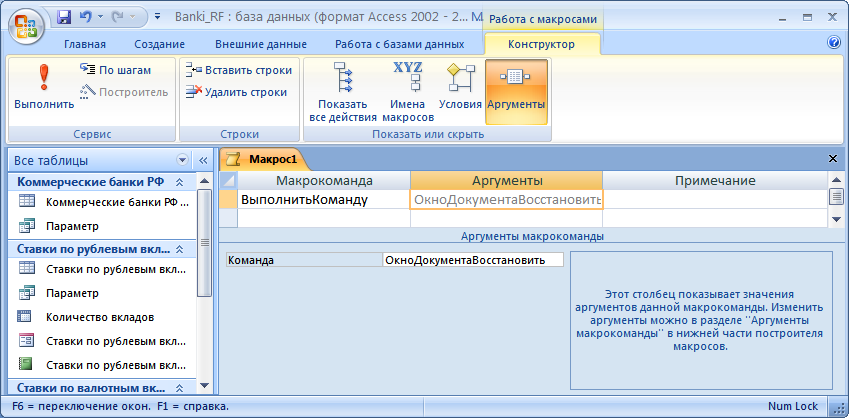 Banki_RF : база данных (формат Access 2002 - 2... M
Работа с макросами
Главная Создание Внешние данные Работа с базами данных Конструктор
Выполнить
По шагам
Построитель
Сервис
Вставить строки
Удалить строки
Строки
Показать все действия
XYZ
Имена макросов
Условия
Аргументы
Показать или скрыть
Все таблицы
Коммерческие банки РФ
Коммерческие банки РФ ...
Параметр
Ставки по рублевым вкл...
Ставки по рублевым вкл...
Параметр
Количество вкладов
Ставки по рублевым вкл...
Ставки по рублевым вкл...
Ставки по валютным вк...
Макрос1
Макрокоманда Аргументы Примечание
ВыполнитьКоманду ОкноДокументаВосстановить
Аргументы макрокоманды
Команда ОкноДокументаВосстановить
Этот столбец показывает значения
аргументов данной макрокоманды. Изменить
аргументы можно в разделе "Аргументы
макрокоманды" в нижней части построителя
макросов.
F6 = переключение окон. F1 = справка.
Num Lock